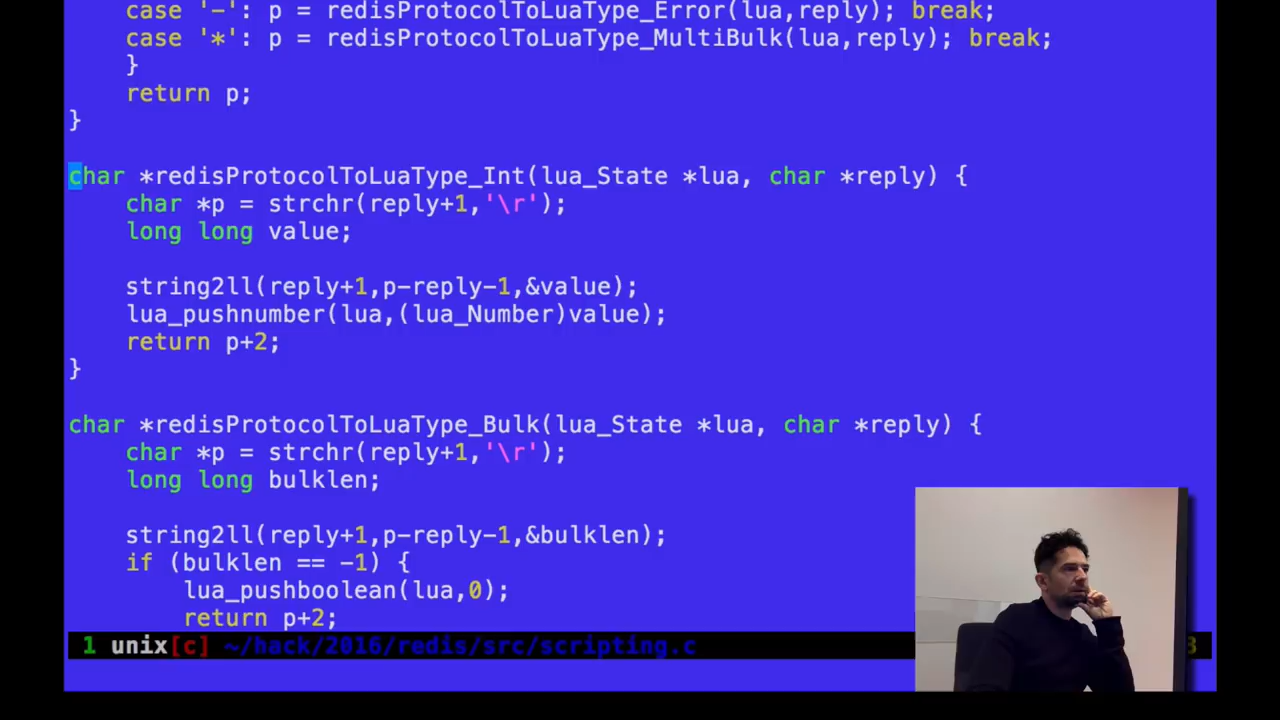 case '-': p = redisProtocolToLuaType_Error(lua,reply); break;
case '*': p = redisProtocolToLuaType_MultiBulk(lua,reply); break;
}
return p;
}
char *redisProtocolToLuaType_Int(lua_State *lua, char *reply) {
char *p = strchr(reply+1,'\r');
long long value;
string2ll(reply+1,p-reply-1,&value);
lua_pushnumber(lua,(lua_Number)value);
return p+2;
}
char *redisProtocolToLuaType_Bulk(lua_State *lua, char *reply) {
char *p = strchr(reply+1,'\r');
long long bulklen;
string2ll(reply+1,p-reply-1,&bulklen);
if (bulklen == -1) {
lua_pushboolean(lua,0);
return p+2;
1 unix[c] ~/hack/2016/redis/src/scripting.c